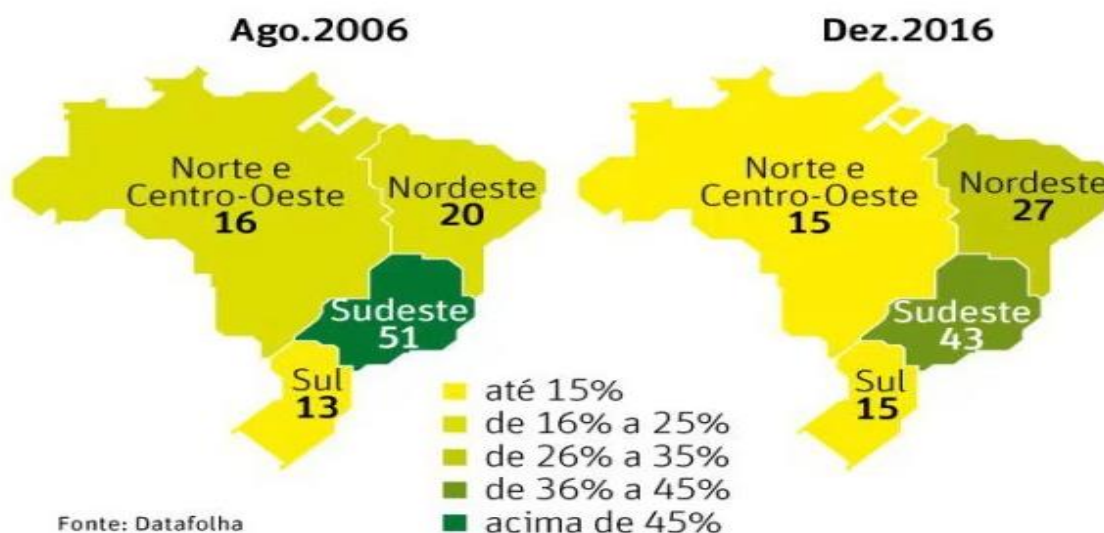 Ago.2006
Norte e
Centro-Oeste
16
Nordeste
20
Sudeste
51
Sul
13
Dez.2016
Norte e
Centro-Oeste
15
Nordeste
27
Sudeste
43
Sul
15
até 15%
de 16% a 25%
de 26% a 35%
de 36% a 45%
acima de 45%
Fonte: Datafolha